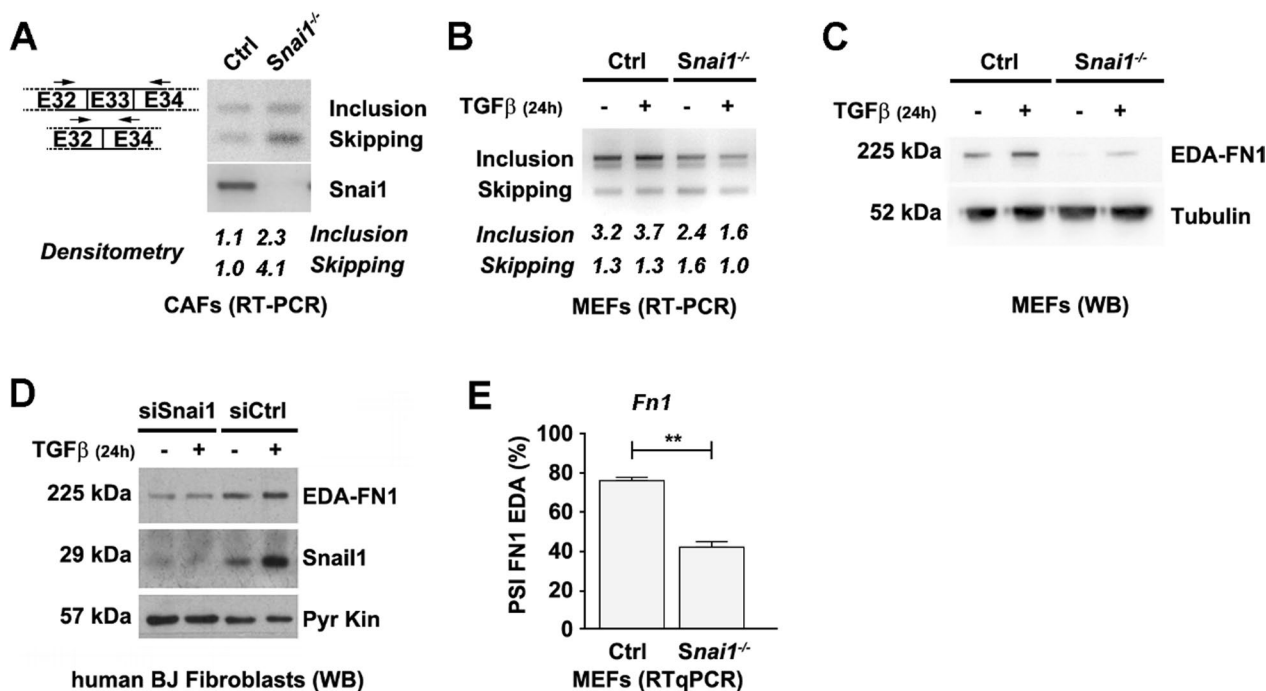 A
Ctrl Snai1-/-
E32 E33 E34
E32 E34
Inclusion
Skipping
Snai1
Densitometry
1.1 2.3 Inclusion
1.0 4.1 Skipping
CAFs (RT-PCR)
B
Ctrl Snai1-/-
TGFβ (24h) - + - +
Inclusion
Skipping
Inclusion 3.2 3.7 2.4 1.6
Skipping 1.3 1.3 1.6 1.0
MEFs (RT-PCR)
C
Ctrl Snai1-/-
TGFβ (24h) - + - +
225 kDa EDA-FN1
52 kDa Tubulin
MEFs (WB)
D
siSnai1 siCtrl
TGFβ (24h) - + - +
225 kDa EDA-FN1
29 kDa Snail1
57 kDa Pyr Kin
human BJ Fibroblasts (WB)
E
Fn1
PSI FN1 EDA (%)
100
80
60
40
20
0
**
Ctrl Snai1-/-
MEFs (RTqPCR)